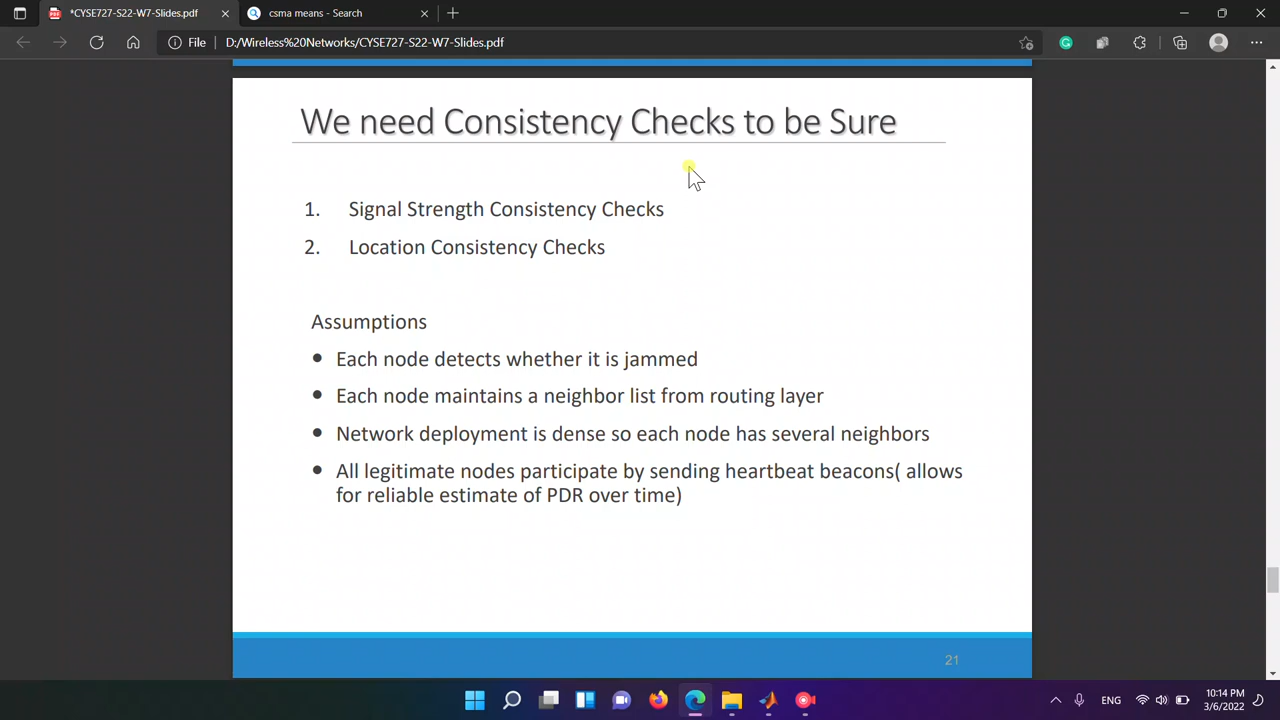 *CYSE727-S22-W7-Slides.pdf
csma means - Search
File
D:/Wireless%20Networks/CYSE727-S22-W7-Slides.pdf
We need Consistency Checks to be Sure
1. Signal Strength Consistency Checks
2. Location Consistency Checks
Assumptions
• Each node detects whether it is jammed
• Each node maintains a neighbor list from routing layer
• Network deployment is dense so each node has several neighbors
• All legitimate nodes participate by sending heartbeat beacons( allows
for reliable estimate of PDR over time)
21
ENG
10:14 PM
3/6/2022